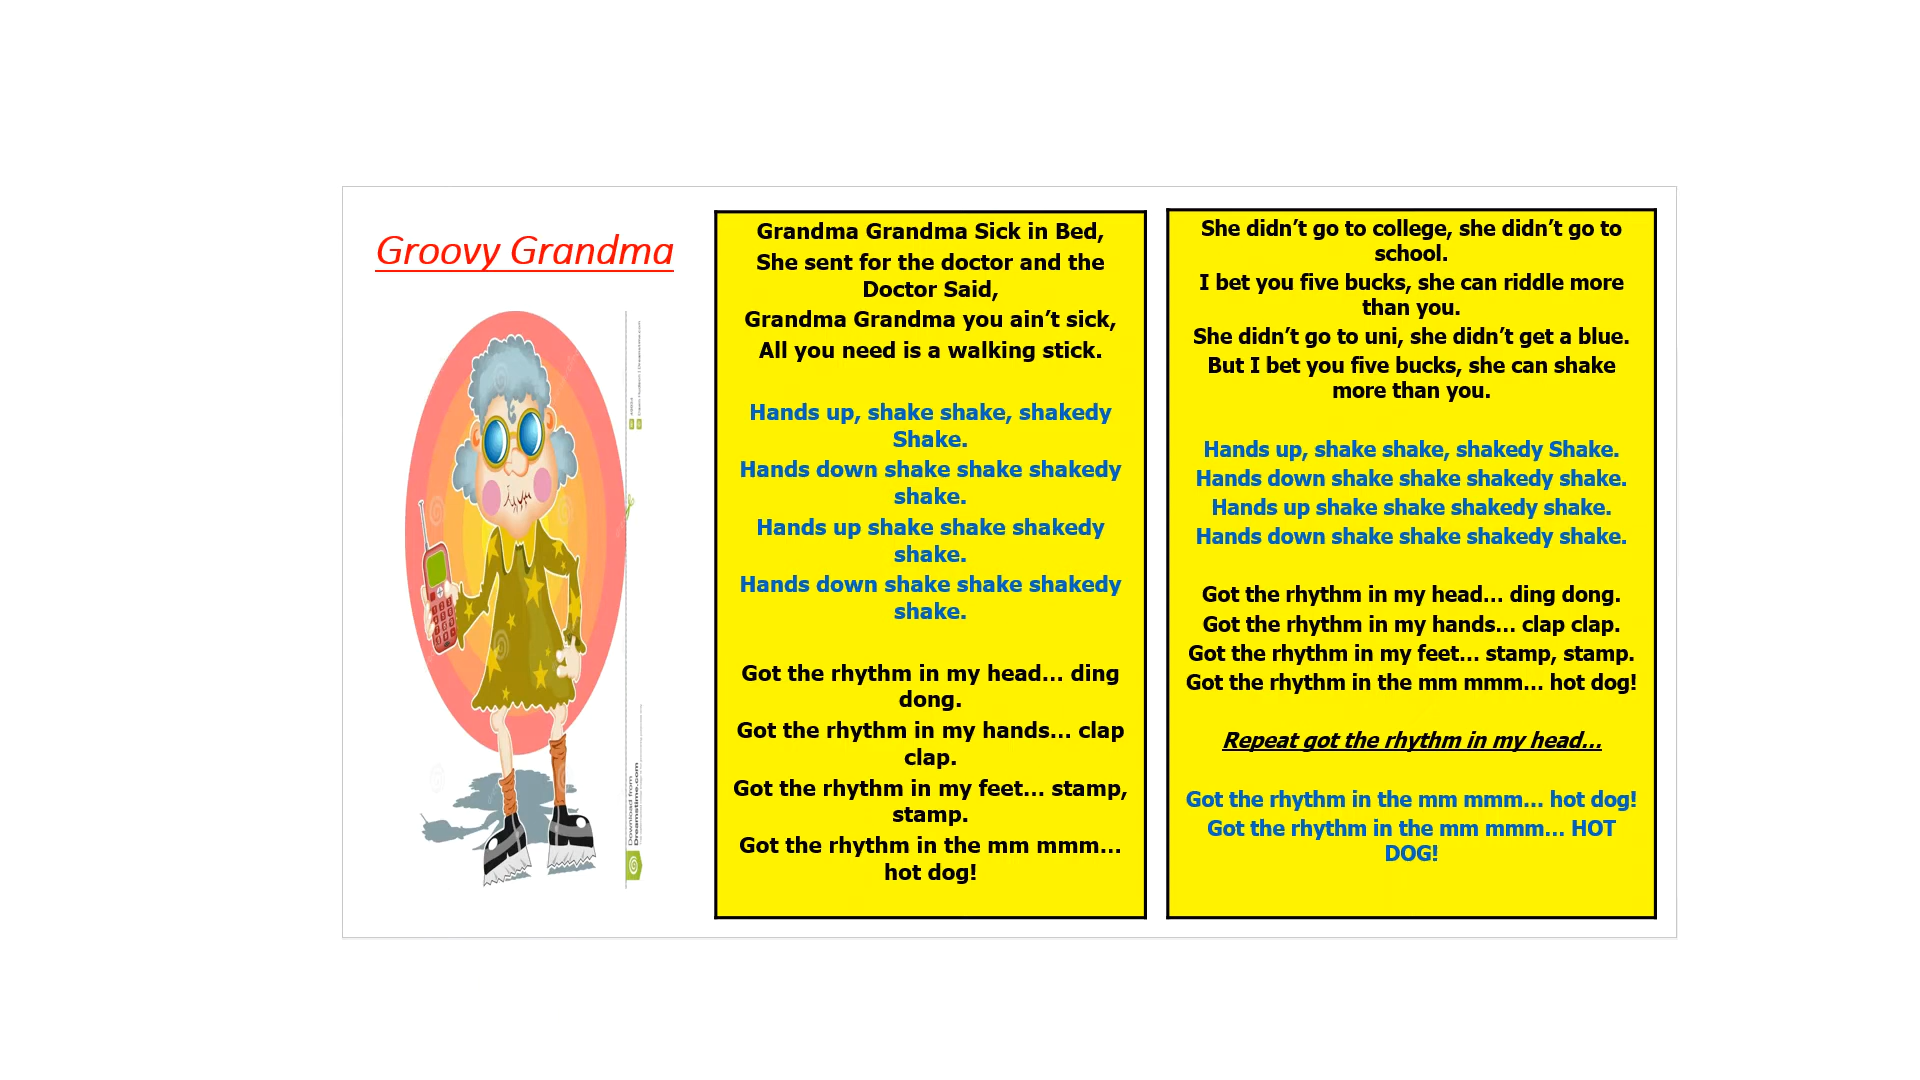 Groovy Grandma
Grandma Grandma Sick in Bed,
She sent for the doctor and the
Doctor Said,
Grandma Grandma you ain’t sick,
All you need is a walking stick.
Hands up, shake shake, shakedy
Shake.
Hands down shake shake shakedy
shake.
Hands up shake shake shakedy
shake.
Hands down shake shake shakedy
shake.
Got the rhythm in my head… ding
dong.
Got the rhythm in my hands… clap
clap.
Got the rhythm in my feet… stamp,
stamp.
Got the rhythm in the mm mmm…
hot dog!
She didn’t go to college, she didn’t go to
school.
I bet you five bucks, she can riddle more
than you.
She didn’t go to uni, she didn’t get a blue.
But I bet you five bucks, she can shake
more than you.
Hands up, shake shake, shakedy Shake.
Hands down shake shake shakedy shake.
Hands up shake shake shakedy shake.
Hands down shake shake shakedy shake.
Got the rhythm in my head… ding dong.
Got the rhythm in my hands… clap clap.
Got the rhythm in my feet… stamp, stamp.
Got the rhythm in the mm mmm… hot dog!
Repeat got the rhythm in my head…
Got the rhythm in the mm mmm… hot dog!
Got the rhythm in the mm mmm… HOT
DOG!
Download from
Dreamstime.com